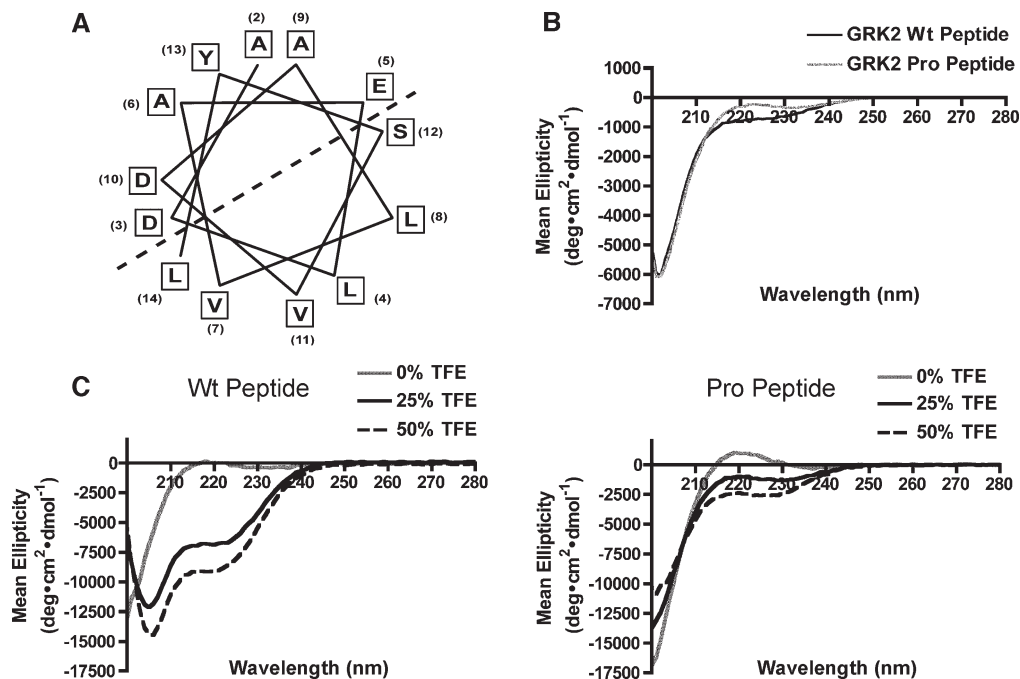 A
(2)
(9)
(13)
A
A
Y
(5)
(6)
A
E
S
(12)
(10)
D
(3)
D
L
(8)
(14)
L
V
L
(4)
(7)
V
(11)
B
GRK2 Wt Peptide
GRK2 Pro Peptide
1000
0
-1000
-2000
-3000
-4000
-5000
-6000
-7000
210 220 230 240 250 260 270 280
Mean Ellipticity
(deg•cm²•dmol⁻¹)
Wavelength (nm)
C
Wt Peptide
0% TFE
25% TFE
50% TFE
0
-2500
-5000
-7500
-10000
-12500
-15000
-17500
210 220 230 240 250 260 270 280
Mean Ellipticity
(deg•cm²•dmol⁻¹)
Wavelength (nm)
Pro Peptide
0% TFE
25% TFE
50% TFE
0
-2500
-5000
-7500
-10000
-12500
-15000
-17500
210 220 230 240 250 260 270 280
Mean Ellipticity
(deg•cm²•dmol⁻¹)
Wavelength (nm)